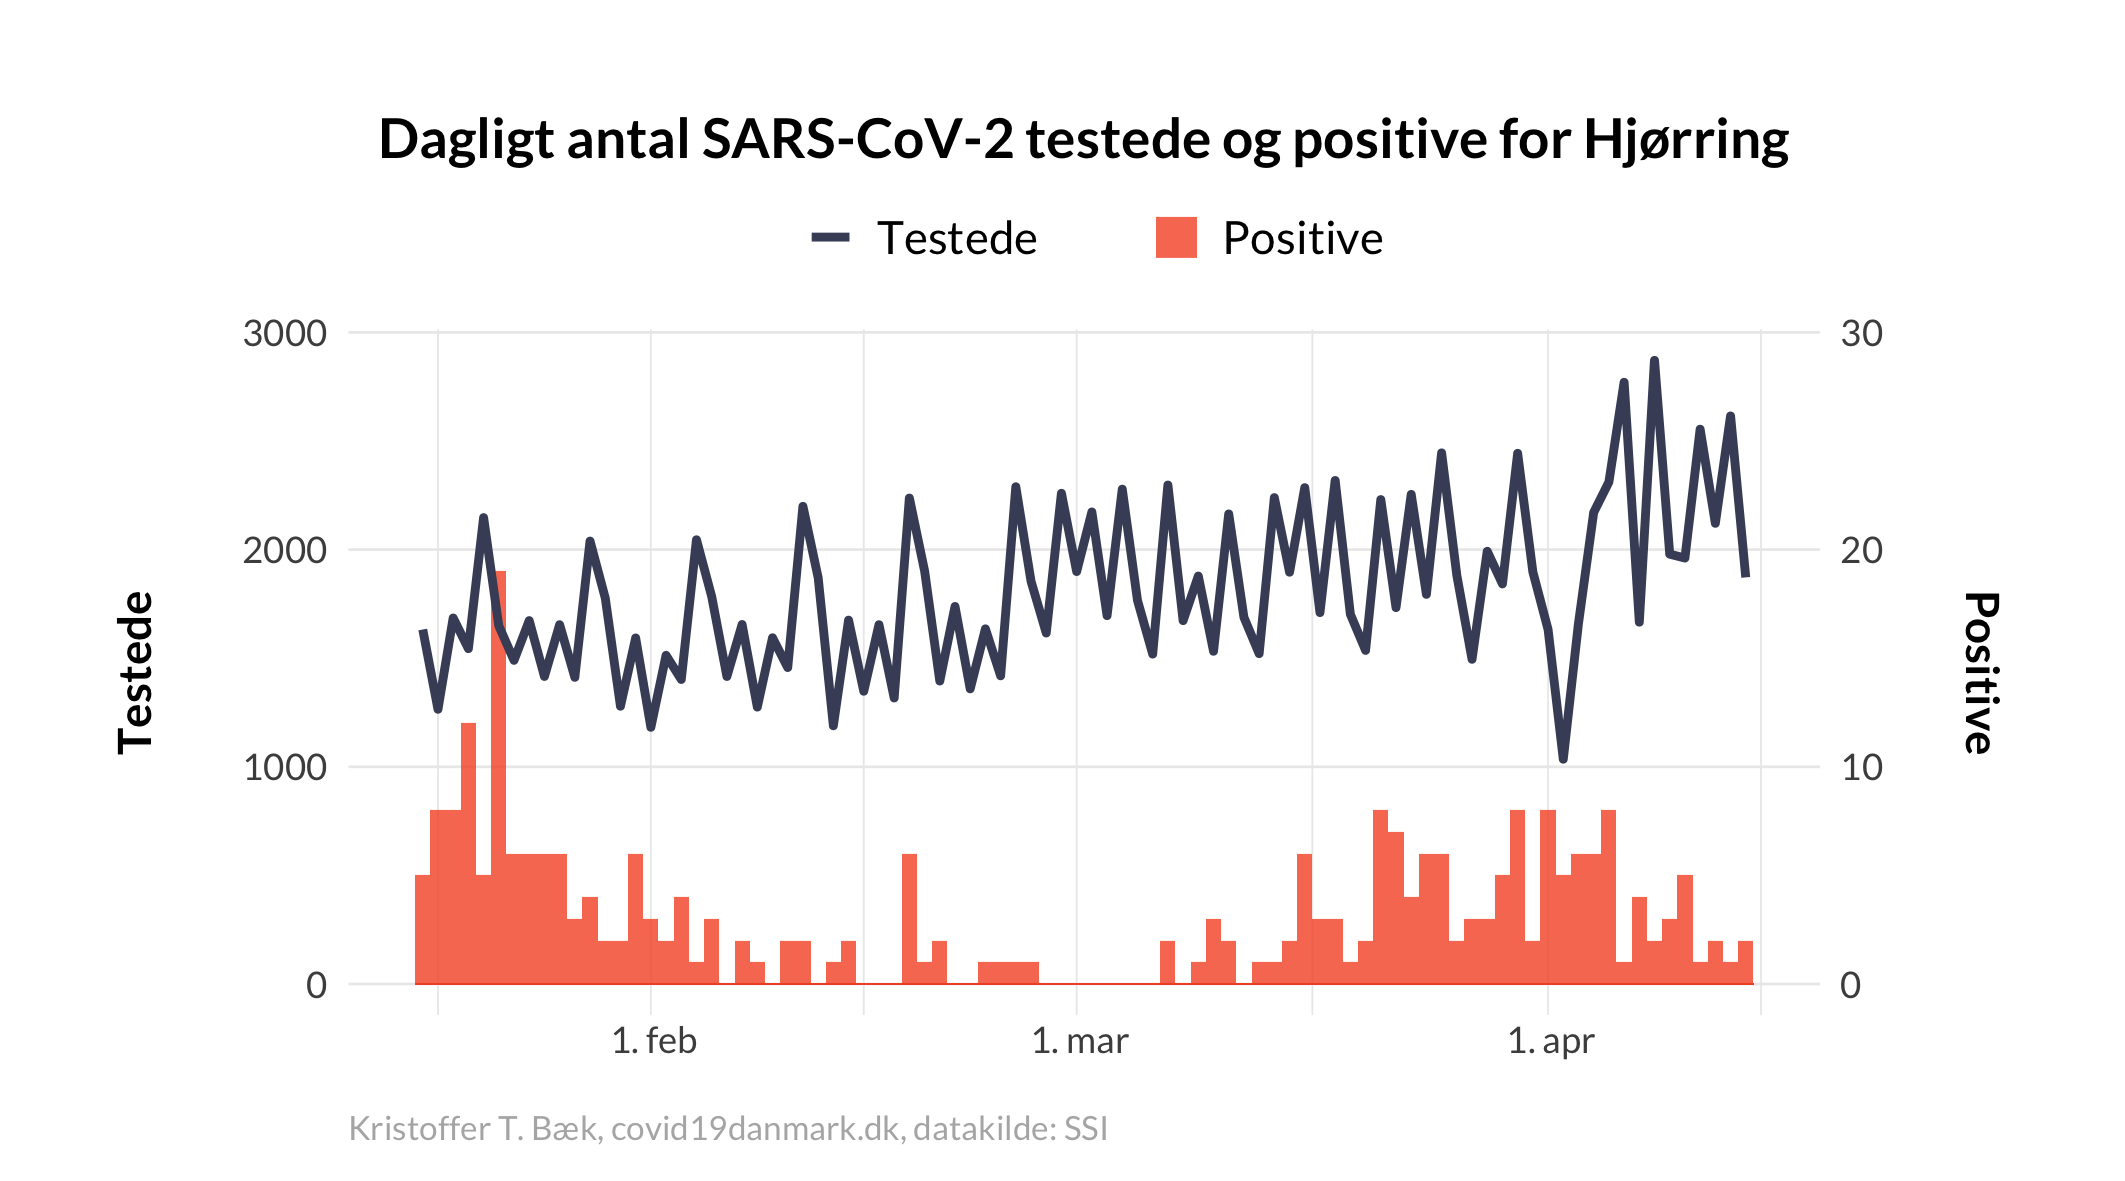 Dagligt antal SARS-CoV-2 testede og positive for Hjørring
Testede
Positive
3000
2000
1000
0
30
20
10
0
Testede
Positive
1. feb
1. mar
1. apr
Kristoffer T. Bæk, covid19danmark.dk, datakilde: SSI